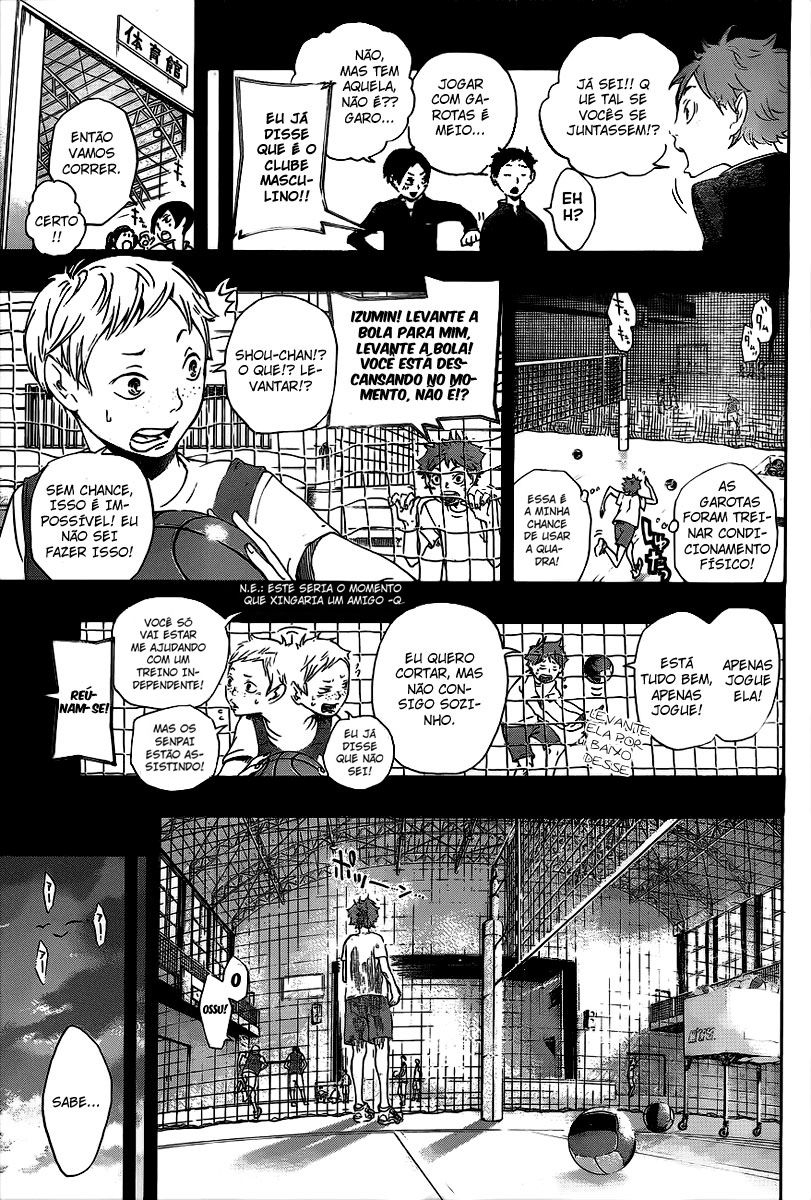 JÁ SEI!! Q
UE TAL SE
VOCÊS SE
JUNTASSEM!?
EH
H?
JOGAR
COM GA-
ROTAS É
MEIO...
NÃO,
MAS TEM
AQUELA,
NÃO É??
GARO...
EU JÁ
DISSE
QUE É O
CLUBE
MASCU-
LINO!!
体育館
ENTÃO
VAMOS
CORRER.
CERTO
!!
AS
GAROTAS
FORAM TREI-
NAR CONDI-
CIONAMENTO
FÍSICO!
ESSA É
A MINHA
CHANCE
DE USAR
A QUA-
DRA!
IZUMIN! LEVANTE A
BOLA PARA MIM,
LEVANTE A BOLA!
VOCÊ ESTÁ DES-
CANSANDO NO MO-
MENTO, NÃO E!?
SHOU-CHAN!?
O QUE!? LE-
VANTAR!?
SEM CHANCE,
ISSO É IM-
POSSÍVEL! EU
NÃO SEI
FAZER ISSO!
N.E.: ESTE SERIA O MOMENTO
QUE XINGARIA UM AMIGO -Q
APENAS
JOGUE
ELA!
ESTÁ
TUDO BEM,
APENAS
JOGUE!
LEVANTE
ELA POR
BAIXO
DESSE
EU QUERO
CORTAR, MAS
NÃO CON-
SIGO SOZI-
NHO.
EU JÁ
DISSE
QUE NÃO
SEI!
VOCÊ SÓ
VAI ESTAR
ME AJUDANDO
COM UM
TREINO IN-
DEPENDENTE!
MAS OS
SENPAI
ESTÃO AS-
SISTINDO!
REÚ-
NAM-SE!
ポツーン...
O
OSSU!
SABE...